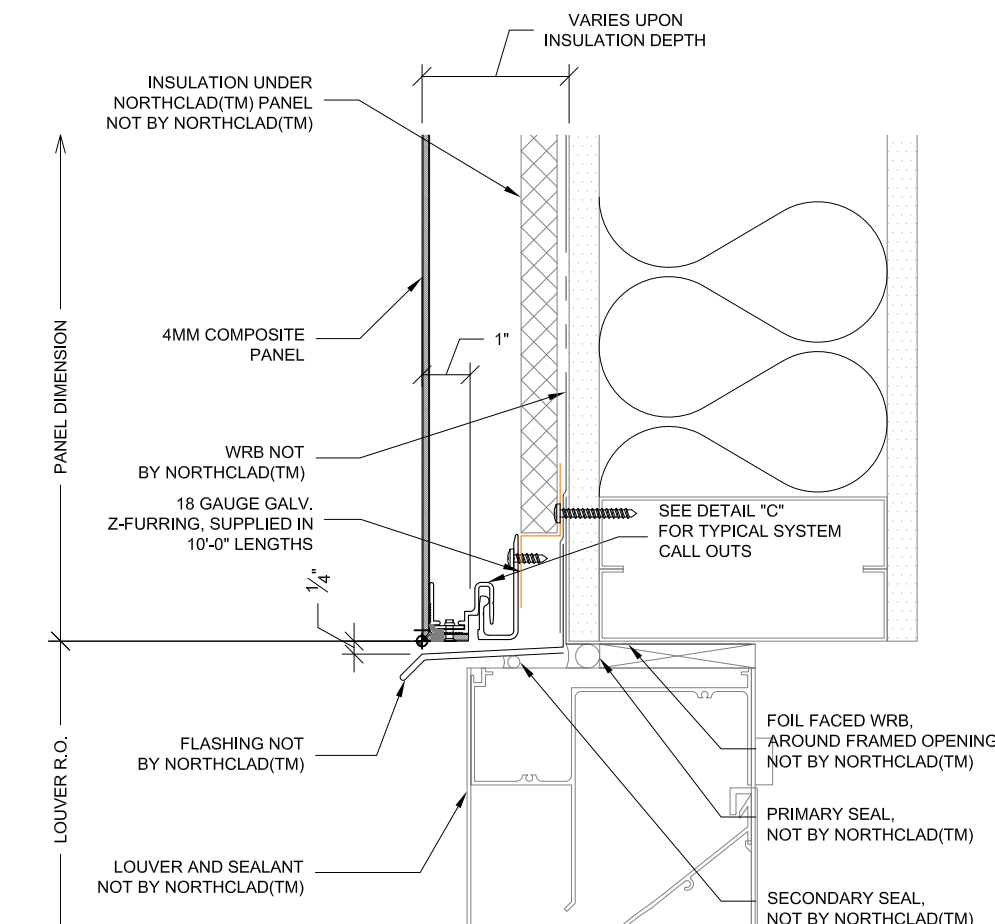 VARIES UPON
INSULATION DEPTH
INSULATION UNDER
NORTHCLAD(TM) PANEL
NOT BY NORTHCLAD(TM)
4MM COMPOSITE
PANEL
1"
PANEL DIMENSION
WRB NOT
BY NORTHCLAD(TM)
18 GAUGE GALV.
Z-FURRING, SUPPLIED IN
10'-0" LENGTHS
SEE DETAIL "C"
FOR TYPICAL SYSTEM
CALL OUTS
1/4"
FLASHING NOT
BY NORTHCLAD(TM)
LOUVER R.O.
FOIL FACED WRB,
AROUND FRAMED OPENING
NOT BY NORTHCLAD(TM)
PRIMARY SEAL,
NOT BY NORTHCLAD(TM)
LOUVER AND SEALANT
NOT BY NORTHCLAD(TM)
SECONDARY SEAL,
NOT BY NORTHCLAD(TM)